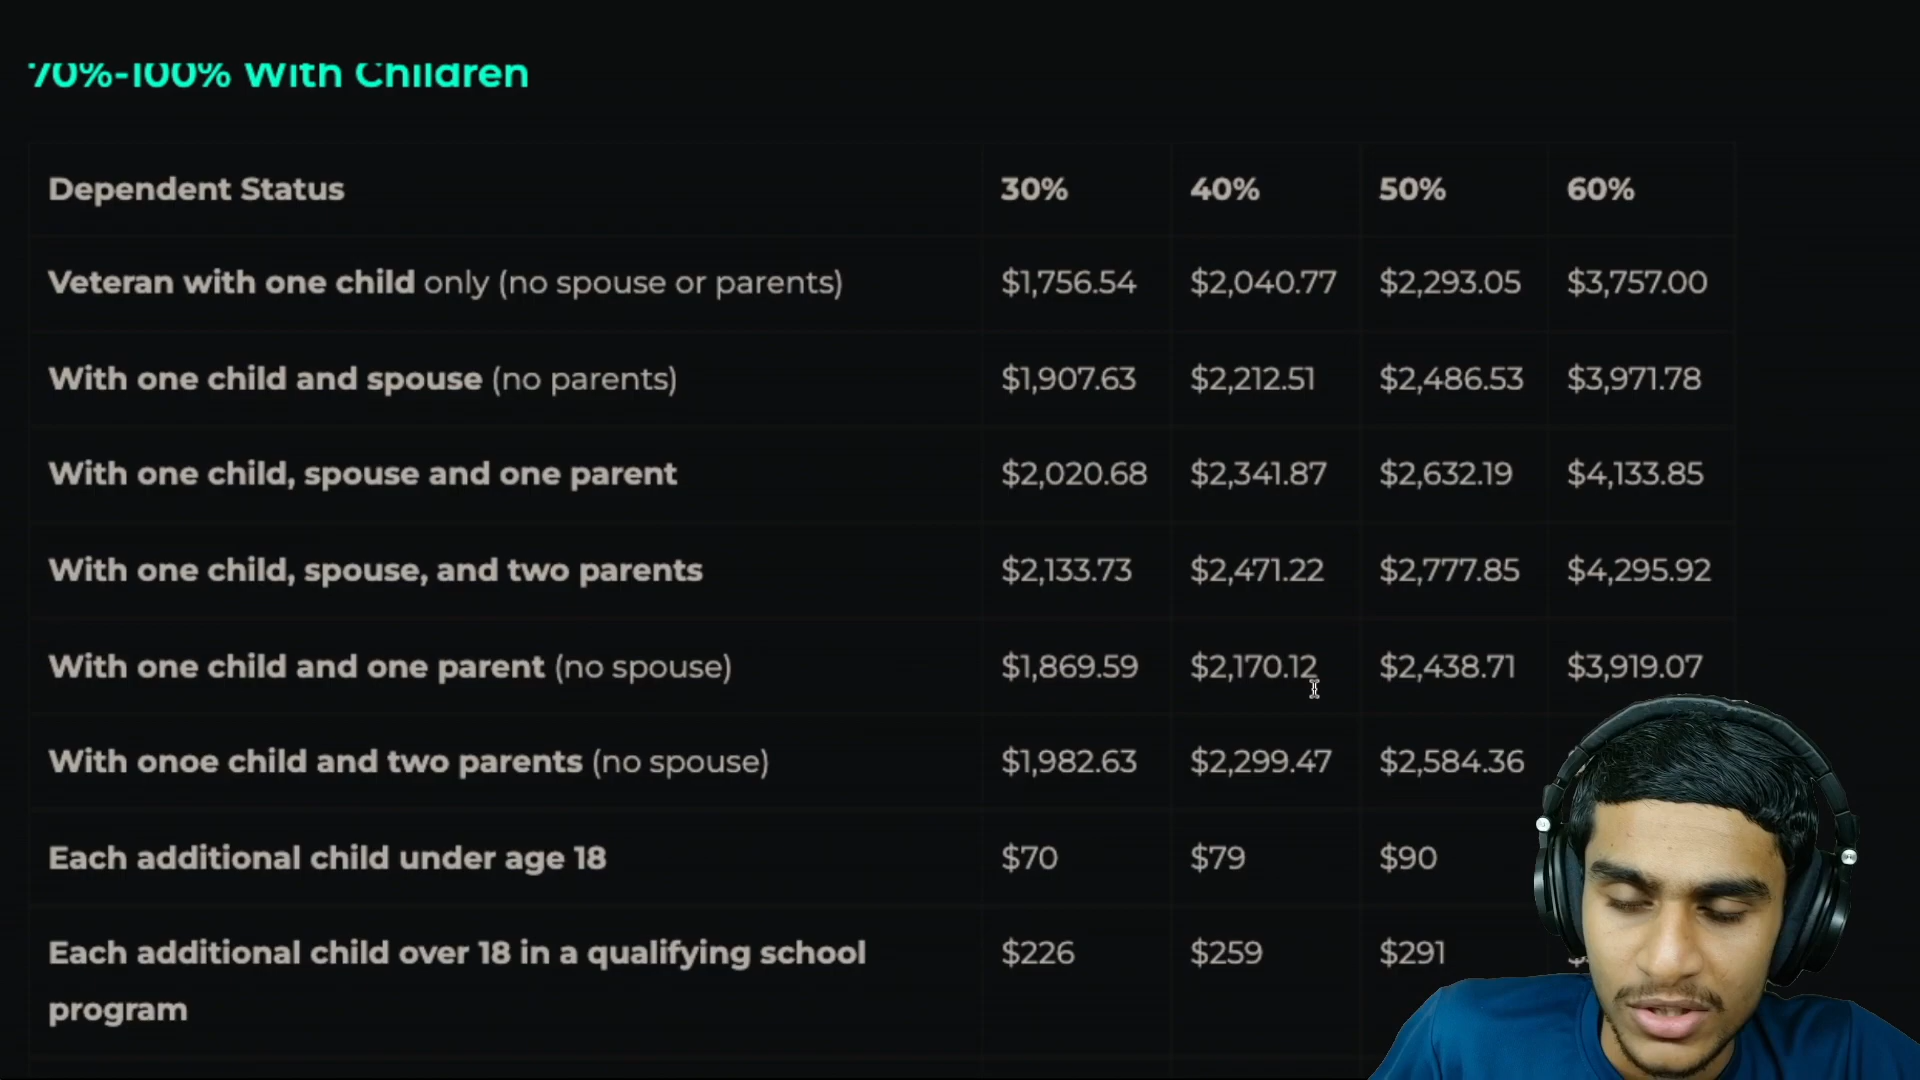 70%-100% With Children
Dependent Status 30% 40% 50% 60%
Veteran with one child only (no spouse or parents) $1,756.54 $2,040.77 $2,293.05 $3,757.00
With one child and spouse (no parents) $1,907.63 $2,212.51 $2,486.53 $3,971.78
With one child, spouse and one parent $2,020.68 $2,341.87 $2,632.19 $4,133.85
With one child, spouse, and two parents $2,133.73 $2,471.22 $2,777.85 $4,295.92
With one child and one parent (no spouse) $1,869.59 $2,170.12 $2,438.71 $3,919.07
With onoe child and two parents (no spouse) $1,982.63 $2,299.47 $2,584.36
Each additional child under age 18 $70 $79 $90
Each additional child over 18 in a qualifying school $226 $259 $291
program